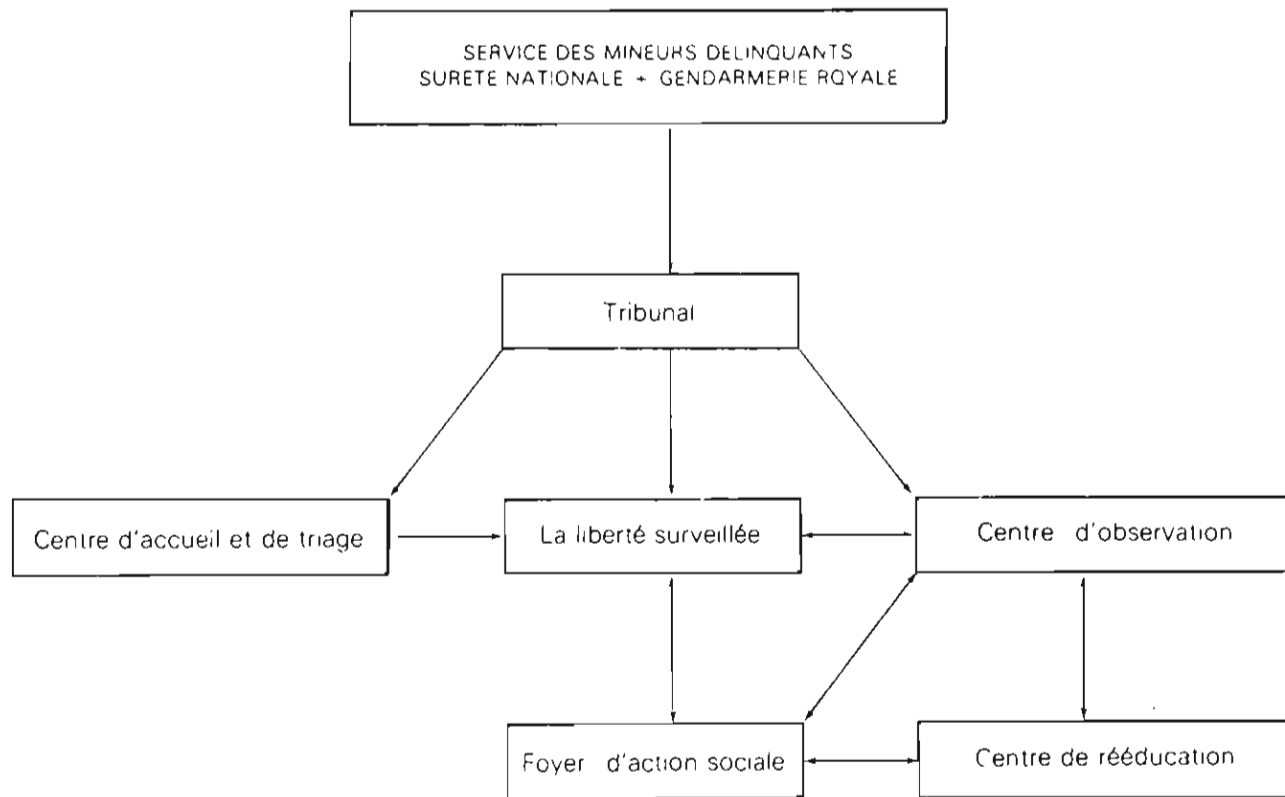 SERVICE DES MINEURS DELINQUANTS
SURETE NATIONALE + GENDARMERIE ROYALE
Tribunal
Centre d'accueil et de triage
La liberté surveillée
Centre d'observation
Foyer d'action sociale
Centre de rééducation